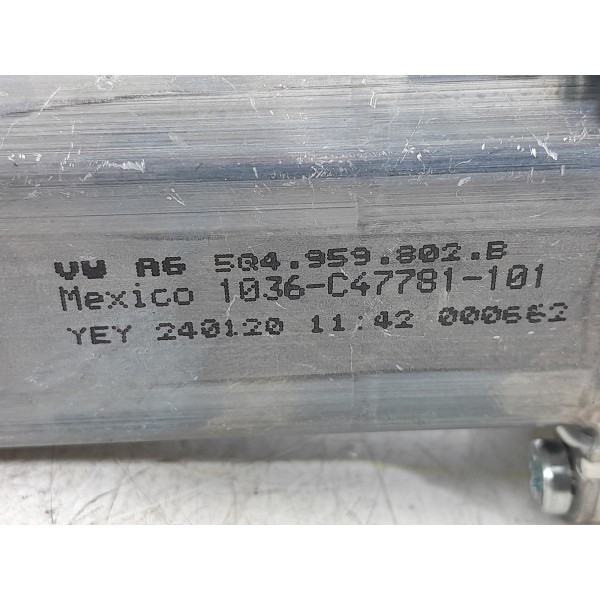 VW AG 5Q4.959.802.B
Mexico 1036-C47781-101
YEY 240120 11:42 000662